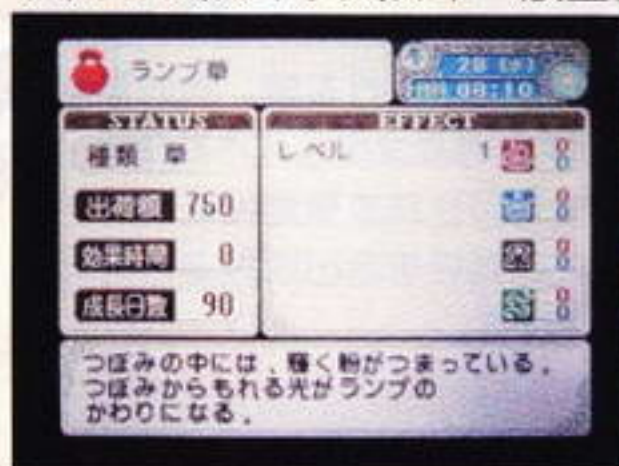 ランプ草
28
08:10
STATUS
EFFECT
種類 草
レベル 1 0 0
出荷額 750
0 0
効果時間 0
0 0
成長日数 90
0 0
つぼみの中には、輝く粉がつまっている。
つぼみからもれる光がランプの
かわりになる。